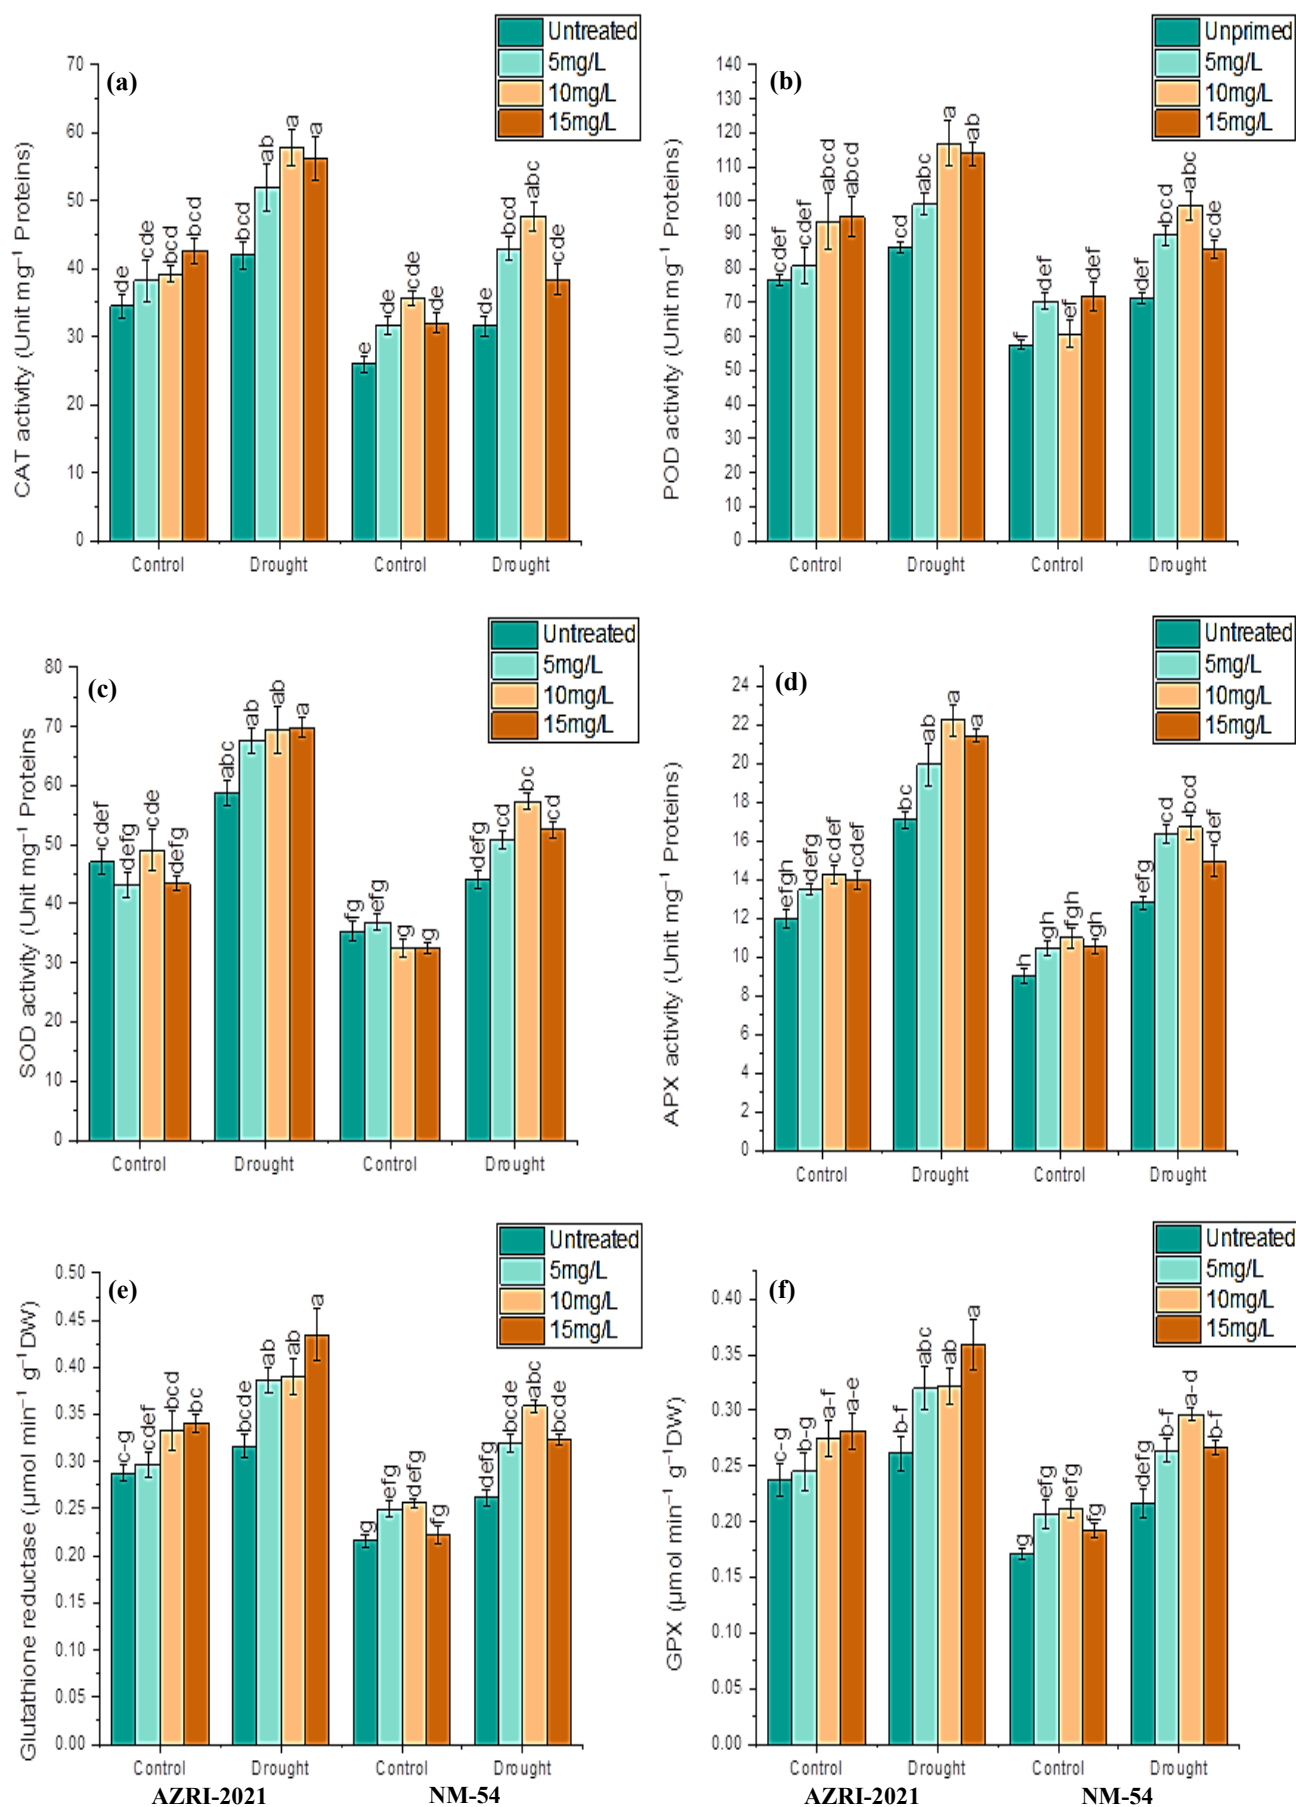 Untreated
5mg/L
10mg/L
15mg/L
(a)
CAT activity (Unit mg⁻¹ Proteins)
70
60
50
40
30
20
10
0
de
cde
bcd
bcd
bcd
ab
a
a
e
de
cde
de
de
bcd
abc
cde
Control Drought Control Drought
Unprimed
5mg/L
10mg/L
15mg/L
(b)
POD activity (Unit mg⁻¹ Proteins)
140
130
120
110
100
90
80
70
60
50
40
30
20
10
0
cdef
cdef
abcd
abcd
cd
abc
a
ab
f
def
ef
def
def
bcd
abc
cde
Control Drought Control Drought
Untreated
5mg/L
10mg/L
15mg/L
(c)
SOD activity (Unit mg⁻¹ Proteins
80
70
60
50
40
30
20
10
0
cdef
defg
cde
defg
abc
ab
ab
a
fg
efg
g
g
defg
cd
bc
cd
Control Drought Control Drought
Untreated
5mg/L
10mg/L
15mg/L
(d)
APX activity (Unit mg⁻¹ Proteins)
24
22
20
18
16
14
12
10
8
6
4
2
0
efgh
defg
cdef
cdef
bc
ab
a
a
h
gh
fgh
gh
efg
cd
bcd
def
Control Drought Control Drought
Untreated
5mg/L
10mg/L
15mg/L
(e)
Glutathione reductase (µmol min⁻¹ g⁻¹DW)
0.50
0.45
0.40
0.35
0.30
0.25
0.20
0.15
0.10
0.05
0.00
c-g
cdef
bcd
bc
bcde
ab
ab
a
g
efg
defg
fg
defg
bcde
abc
bcde
Control Drought Control Drought
AZRI-2021 NM-54
Untreated
5mg/L
10mg/L
15mg/L
(f)
GPX (µmol min⁻¹ g⁻¹DW)
0.40
0.35
0.30
0.25
0.20
0.15
0.10
0.05
0.00
c-g
b-g
a-f
a-e
b-f
abc
ab
a
g
efg
efg
fg
defg
b-f
a-d
b-f
Control Drought Control Drought
AZRI-2021 NM-54